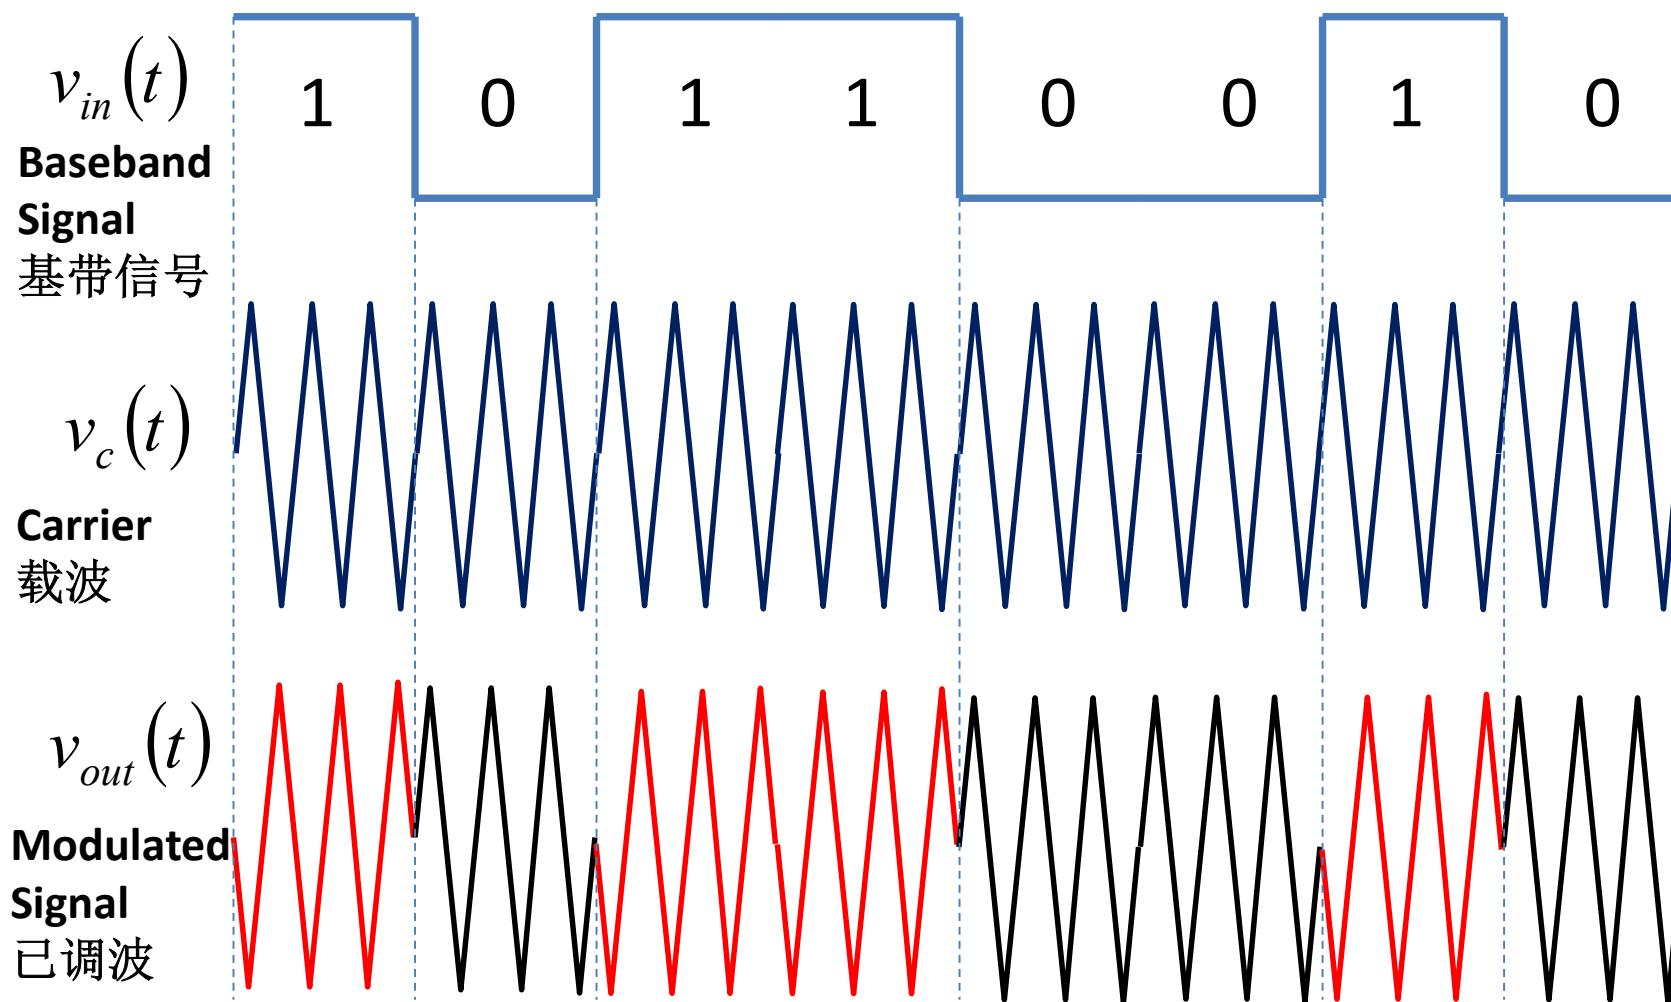 v_in(t)
1 0 1 1 0 0 1 0
Baseband
Signal
基带信号
v_c(t)
Carrier
载波
v_out(t)
Modulated
Signal
已调波